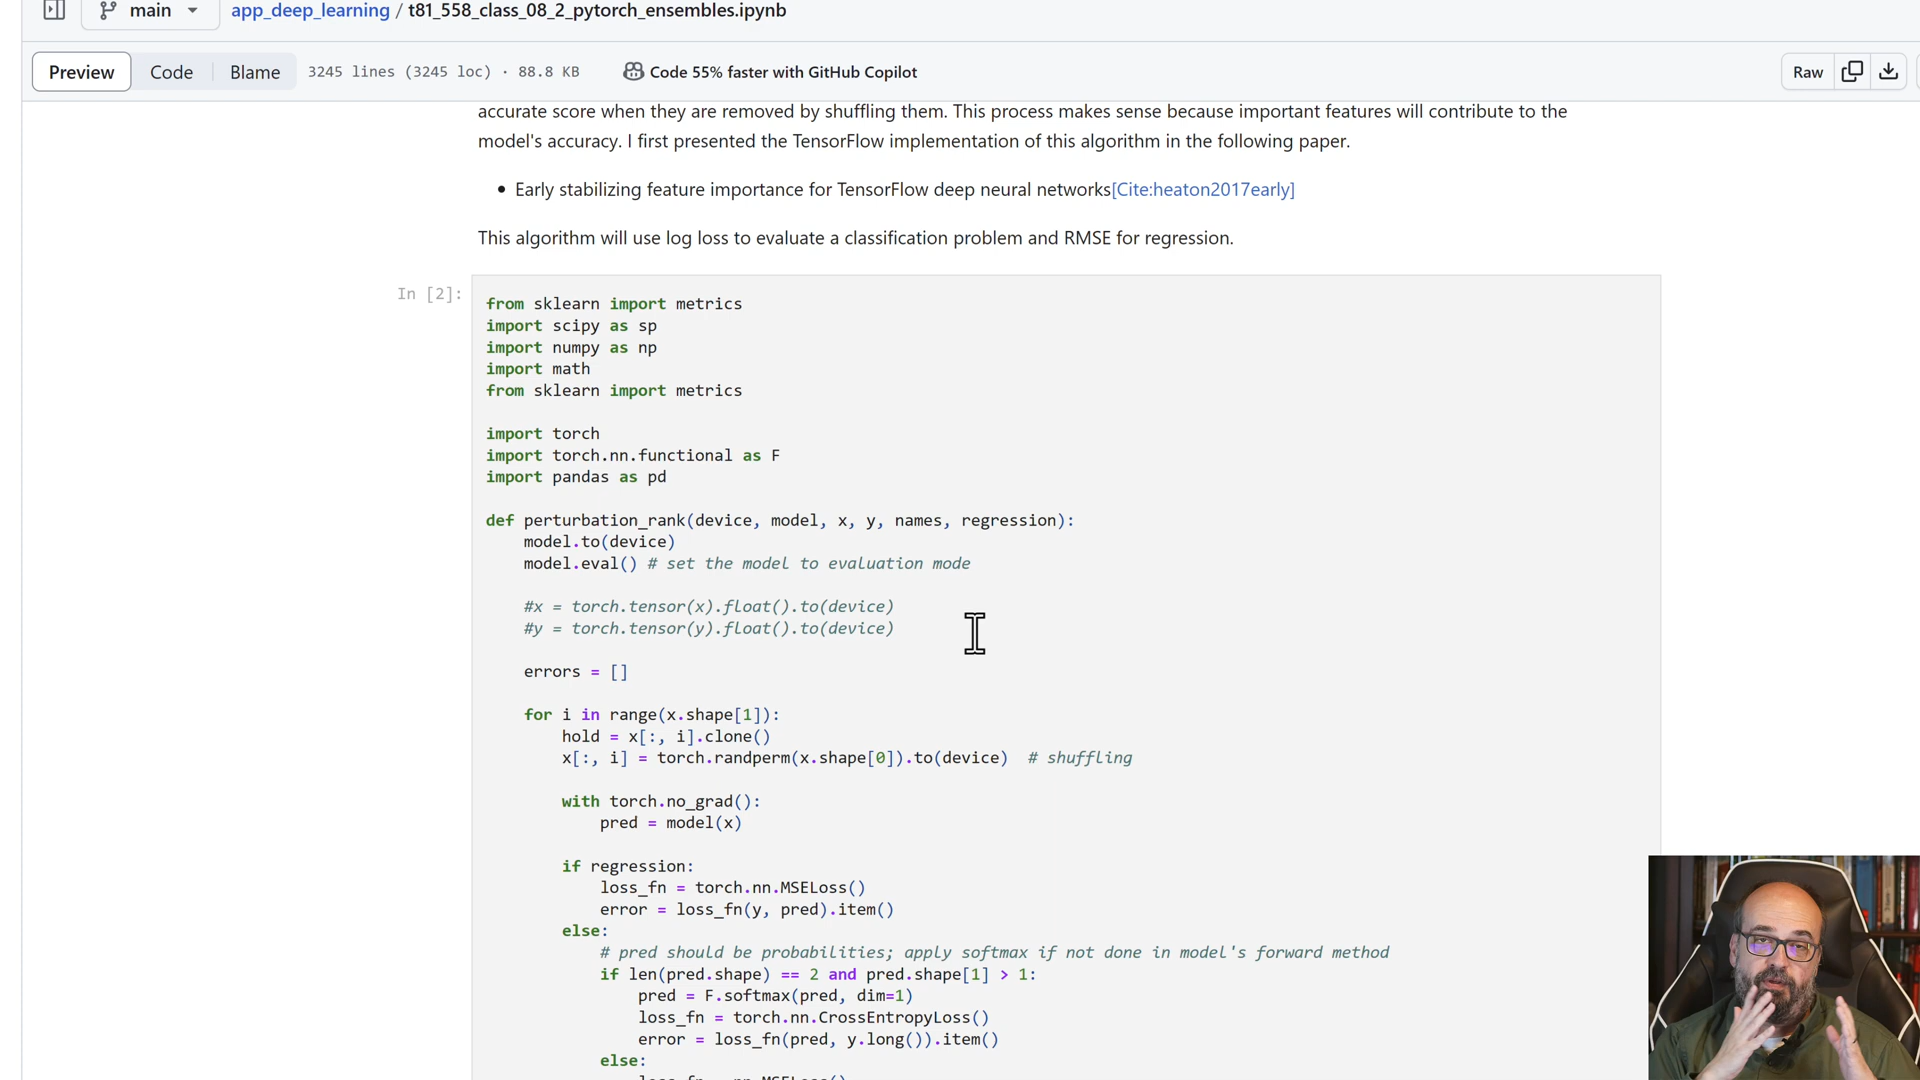 main
app_deep_learning / t81_558_class_08_2_pytorch_ensembles.ipynb
Preview Code Blame 3245 lines (3245 loc) · 88.8 KB Code 55% faster with GitHub Copilot Raw
accurate score when they are removed by shuffling them. This process makes sense because important features will contribute to the
model's accuracy. I first presented the TensorFlow implementation of this algorithm in the following paper.
• Early stabilizing feature importance for TensorFlow deep neural networks[Cite:heaton2017early]
This algorithm will use log loss to evaluate a classification problem and RMSE for regression.
In [2]:
from sklearn import metrics
import scipy as sp
import numpy as np
import math
from sklearn import metrics
import torch
import torch.nn.functional as F
import pandas as pd
def perturbation_rank(device, model, x, y, names, regression):
    model.to(device)
    model.eval() # set the model to evaluation mode
    #x = torch.tensor(x).float().to(device)
    #y = torch.tensor(y).float().to(device)
    errors = []
    for i in range(x.shape[1]):
        hold = x[:, i].clone()
        x[:, i] = torch.randperm(x.shape[0]).to(device)  # shuffling
        with torch.no_grad():
            pred = model(x)
        if regression:
            loss_fn = torch.nn.MSELoss()
            error = loss_fn(y, pred).item()
        else:
            # pred should be probabilities; apply softmax if not done in model's forward method
            if len(pred.shape) == 2 and pred.shape[1] > 1:
                pred = F.softmax(pred, dim=1)
                loss_fn = torch.nn.CrossEntropyLoss()
                error = loss_fn(pred, y.long()).item()
            else: